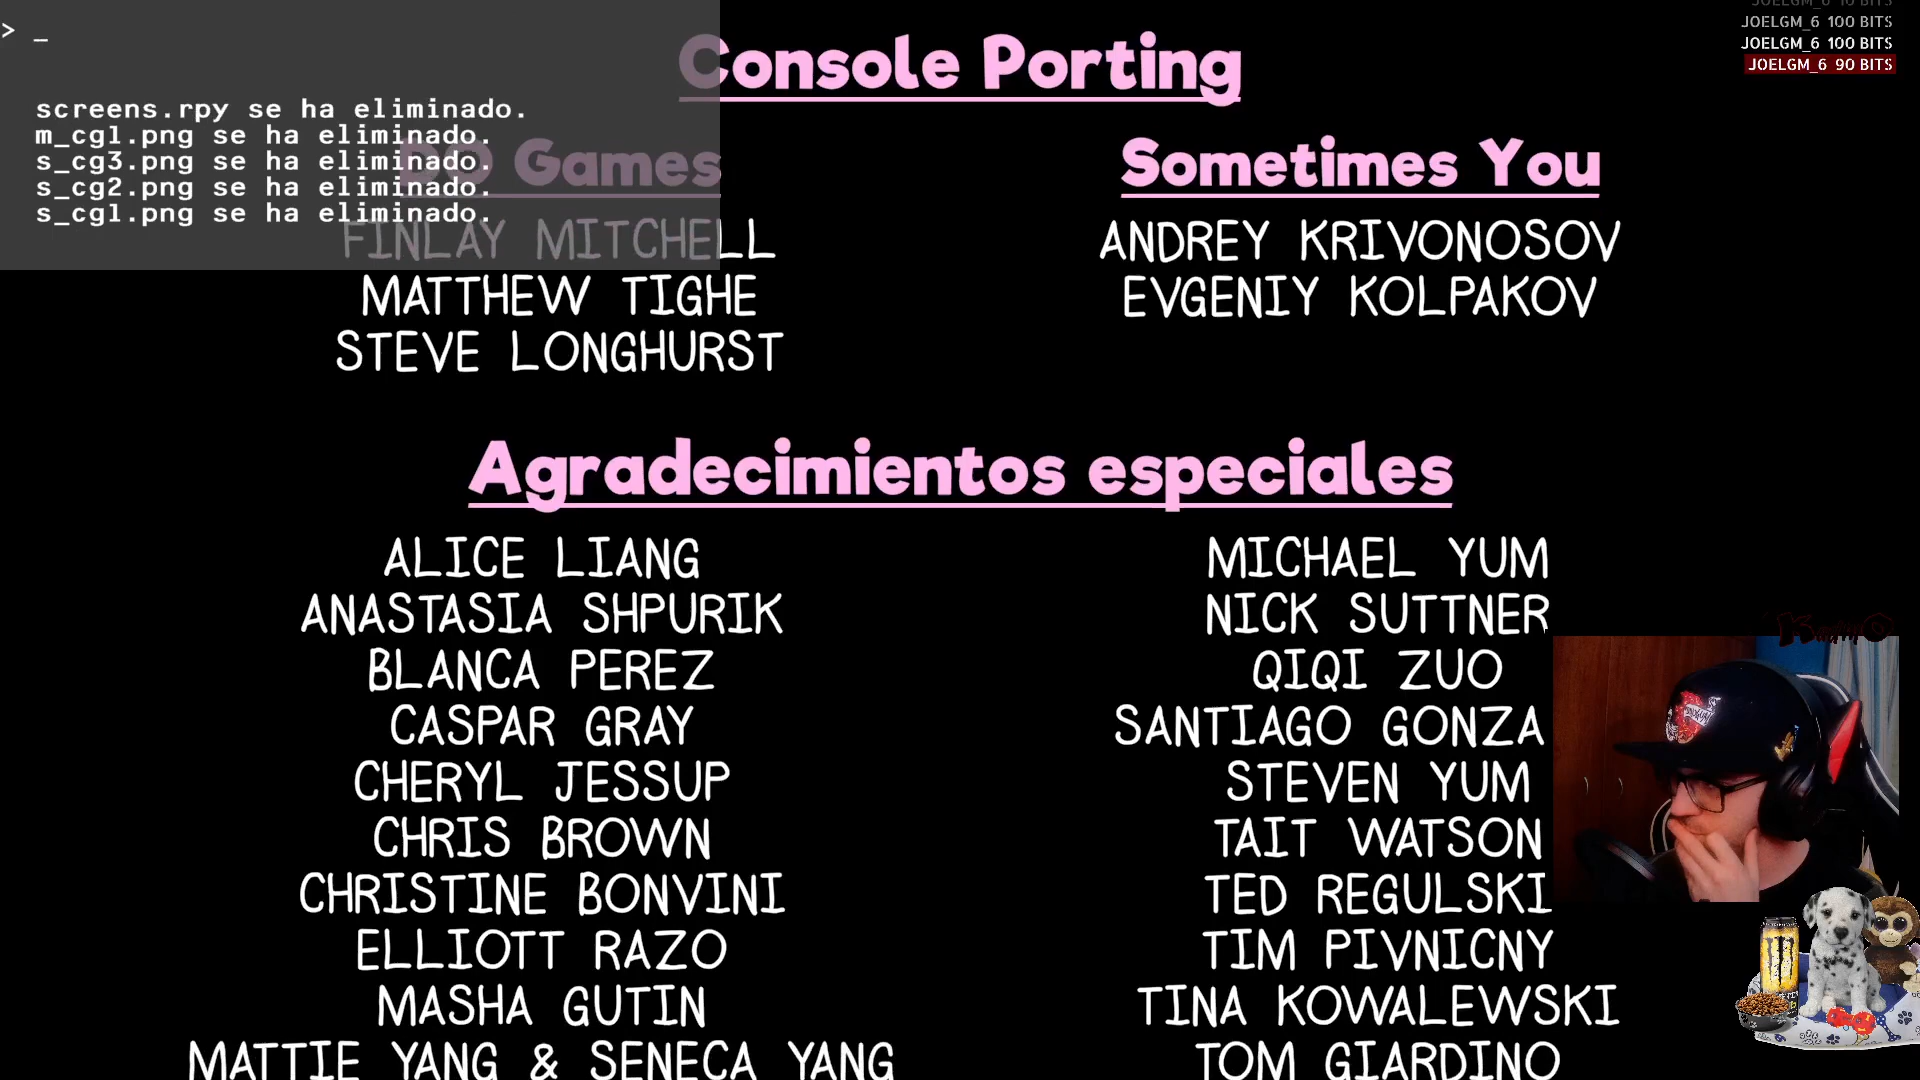 > _
screens.rpy se ha eliminado.
m_cg1.png se ha eliminado.
s_cg3.png se ha eliminado.
s_cg2.png se ha eliminado.
s_cg1.png se ha eliminado.
JOELGM_6 10 BITS
JOELGM_6 100 BITS
JOELGM_6 100 BITS
JOELGM_6 90 BITS
Console Porting
DO Games
FINLAY MITCHELL
MATTHEW TIGHE
STEVE LONGHURST
Sometimes You
ANDREY KRIVONOSOV
EVGENIY KOLPAKOV
Agradecimientos especiales
ALICE LIANG
ANASTASIA SHPURIK
BLANCA PEREZ
CASPAR GRAY
CHERYL JESSUP
CHRIS BROWN
CHRISTINE BONVINI
ELLIOTT RAZO
MASHA GUTIN
MATTIE YANG & SENECA YANG
MICHAEL YUM
NICK SUTTNER
QIQI ZUO
SANTIAGO GONZA
STEVEN YUM
TAIT WATSON
TED REGULSKI
TIM PIVNICNY
TINA KOWALEWSKI
TOM GIARDINO